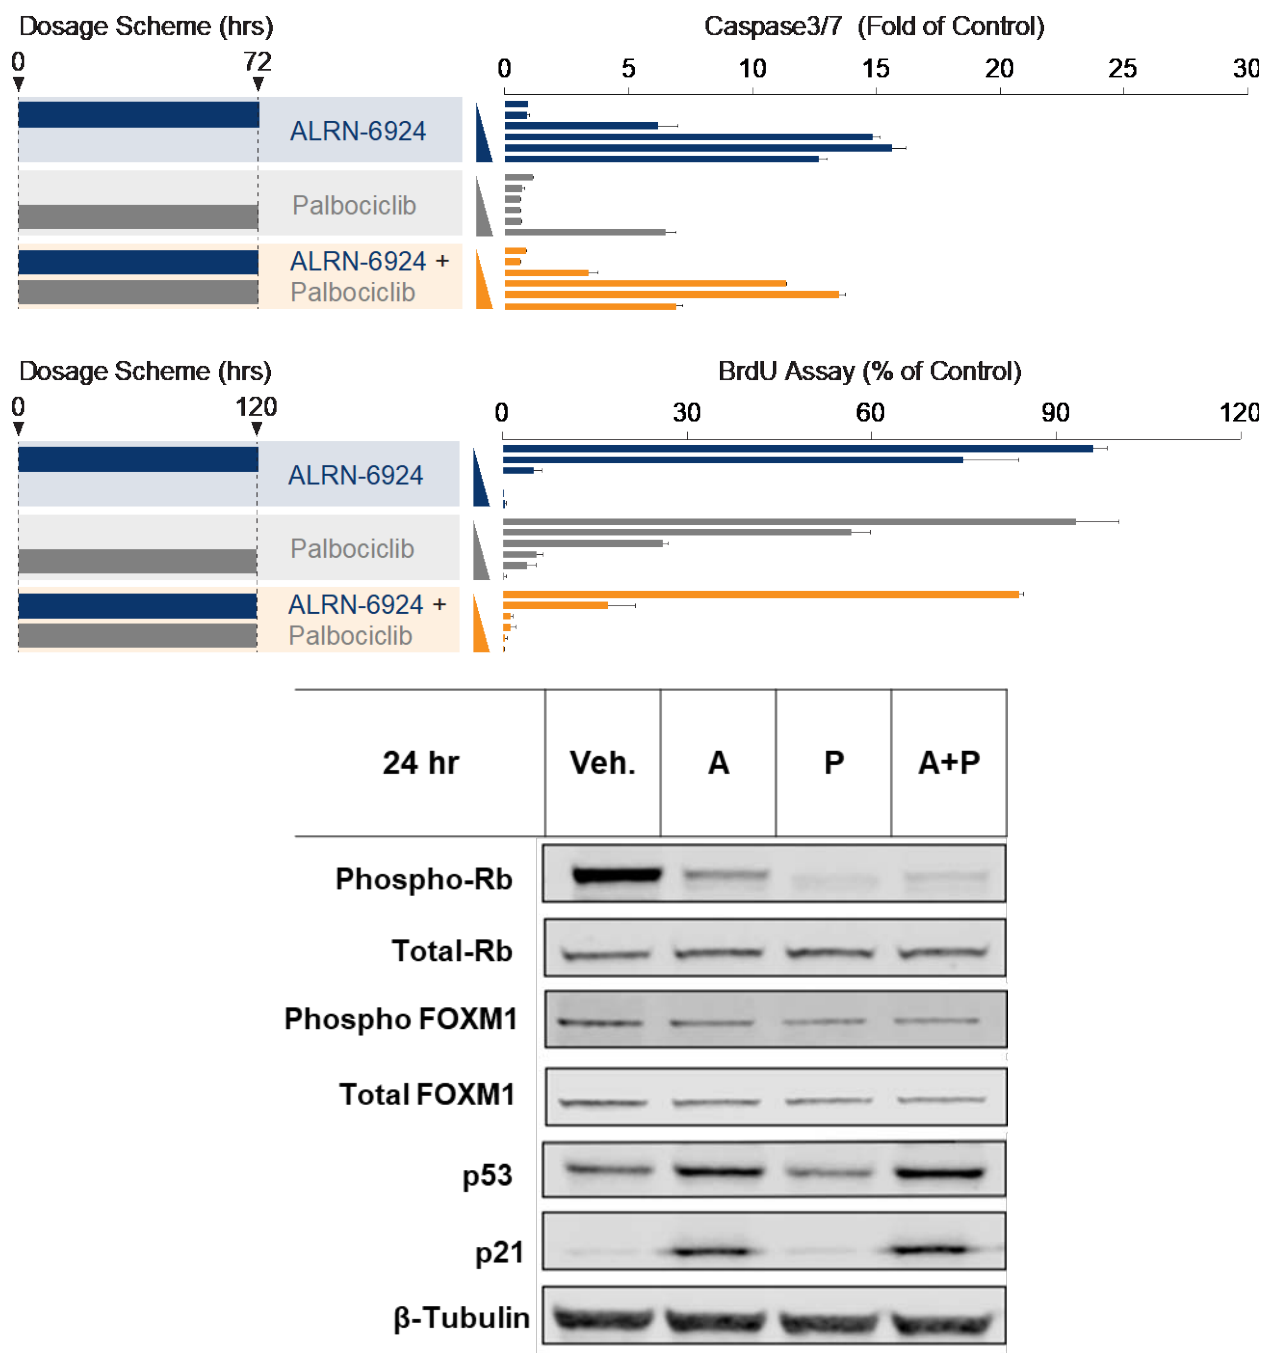 Dosage Scheme (hrs)
Caspase3/7 (Fold of Control)
0 72
0 5 10 15 20 25 30
ALRN-6924
Palbociclib
ALRN-6924 +
Palbociclib
Dosage Scheme (hrs)
BrdU Assay (% of Control)
0 120
0 30 60 90 120
ALRN-6924
Palbociclib
ALRN-6924 +
Palbociclib
24 hr Veh. A P A+P
Phospho-Rb
Total-Rb
Phospho FOXM1
Total FOXM1
p53
p21
β-Tubulin